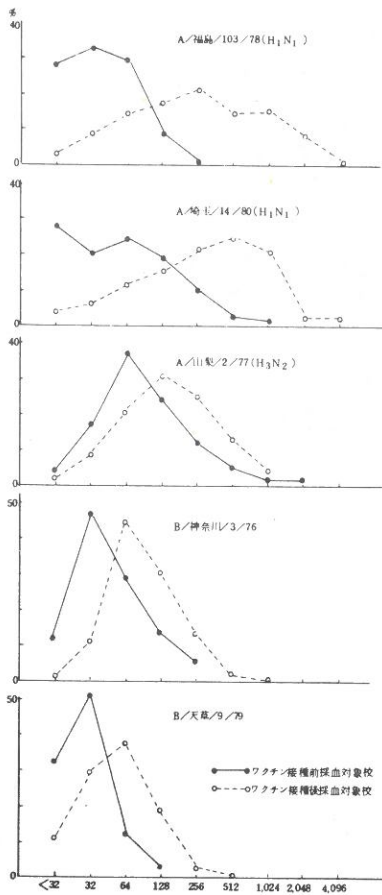 %
40
A/福島/103/78(H₁N₁)
0
40
A/埼玉/14/80(H₁N₁)
0
40
A/山梨/2/77(H₃N₂)
0
50
B/神奈川/3/76
0
50
B/天草/9/79
●——● ワクチン接種前採血対象校
○----○ ワクチン接種後採血対象校
0
<32 32 64 128 256 512 1,024 2,048 4,096